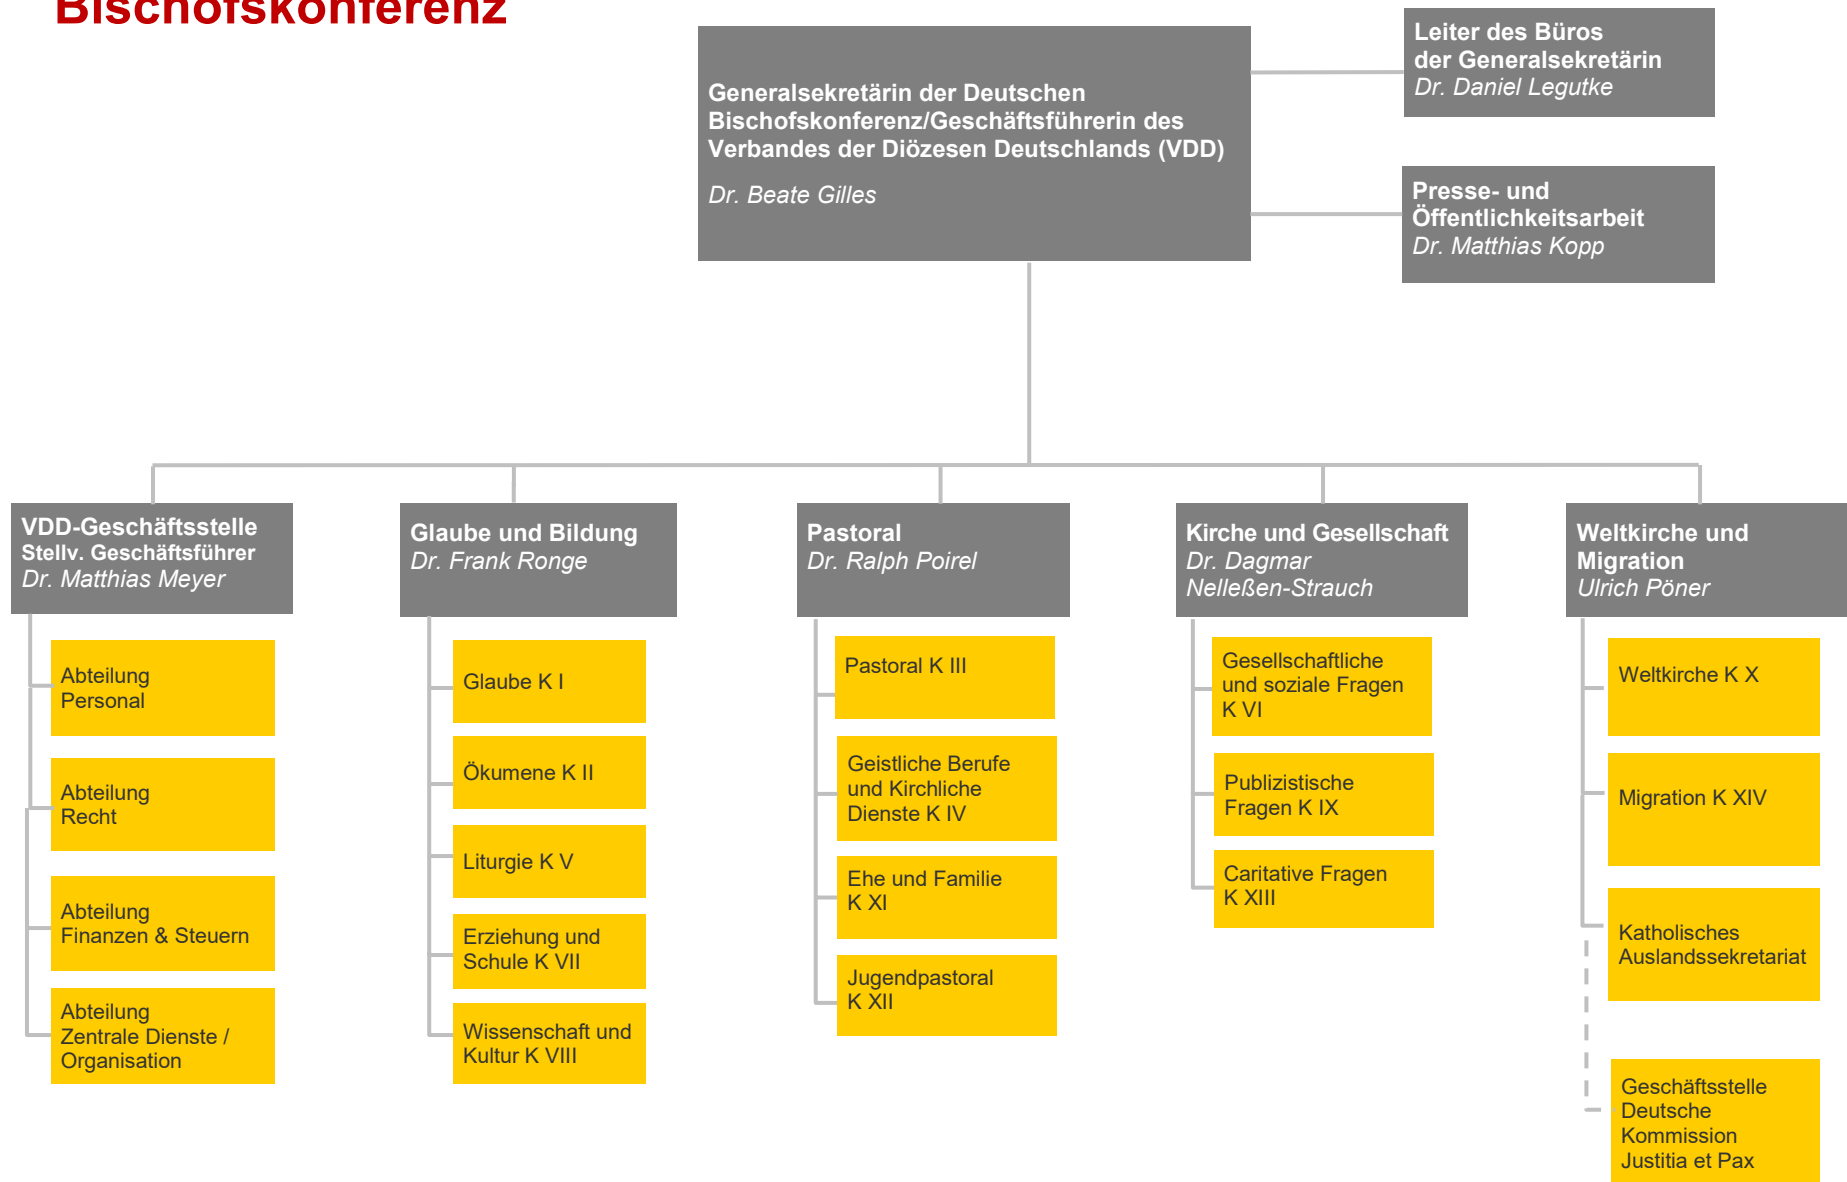 Bischofskonferenz
Generalsekretärin der Deutschen
Bischofskonferenz/Geschäftsführerin des
Verbandes der Diözesen Deutschlands (VDD)
Dr. Beate Gilles
Leiter des Büros
der Generalsekretärin
Dr. Daniel Legutke
Presse- und
Öffentlichkeitsarbeit
Dr. Matthias Kopp
VDD-Geschäftsstelle
Stellv. Geschäftsführer
Dr. Matthias Meyer
Abteilung
Personal
Abteilung
Recht
Abteilung
Finanzen & Steuern
Abteilung
Zentrale Dienste /
Organisation
Glaube und Bildung
Dr. Frank Ronge
Glaube K I
Ökumene K II
Liturgie K V
Erziehung und
Schule K VII
Wissenschaft und
Kultur K VIII
Pastoral
Dr. Ralph Poirel
Pastoral K III
Geistliche Berufe
und Kirchliche
Dienste K IV
Ehe und Familie
K XI
Jugendpastoral
K XII
Kirche und Gesellschaft
Dr. Dagmar
Nelleßen-Strauch
Gesellschaftliche
und soziale Fragen
K VI
Publizistische
Fragen K IX
Caritative Fragen
K XIII
Weltkirche und
Migration
Ulrich Pöner
Weltkirche K X
Migration K XIV
Katholisches
Auslandssekretariat
Geschäftsstelle
Deutsche
Kommission
Justitia et Pax